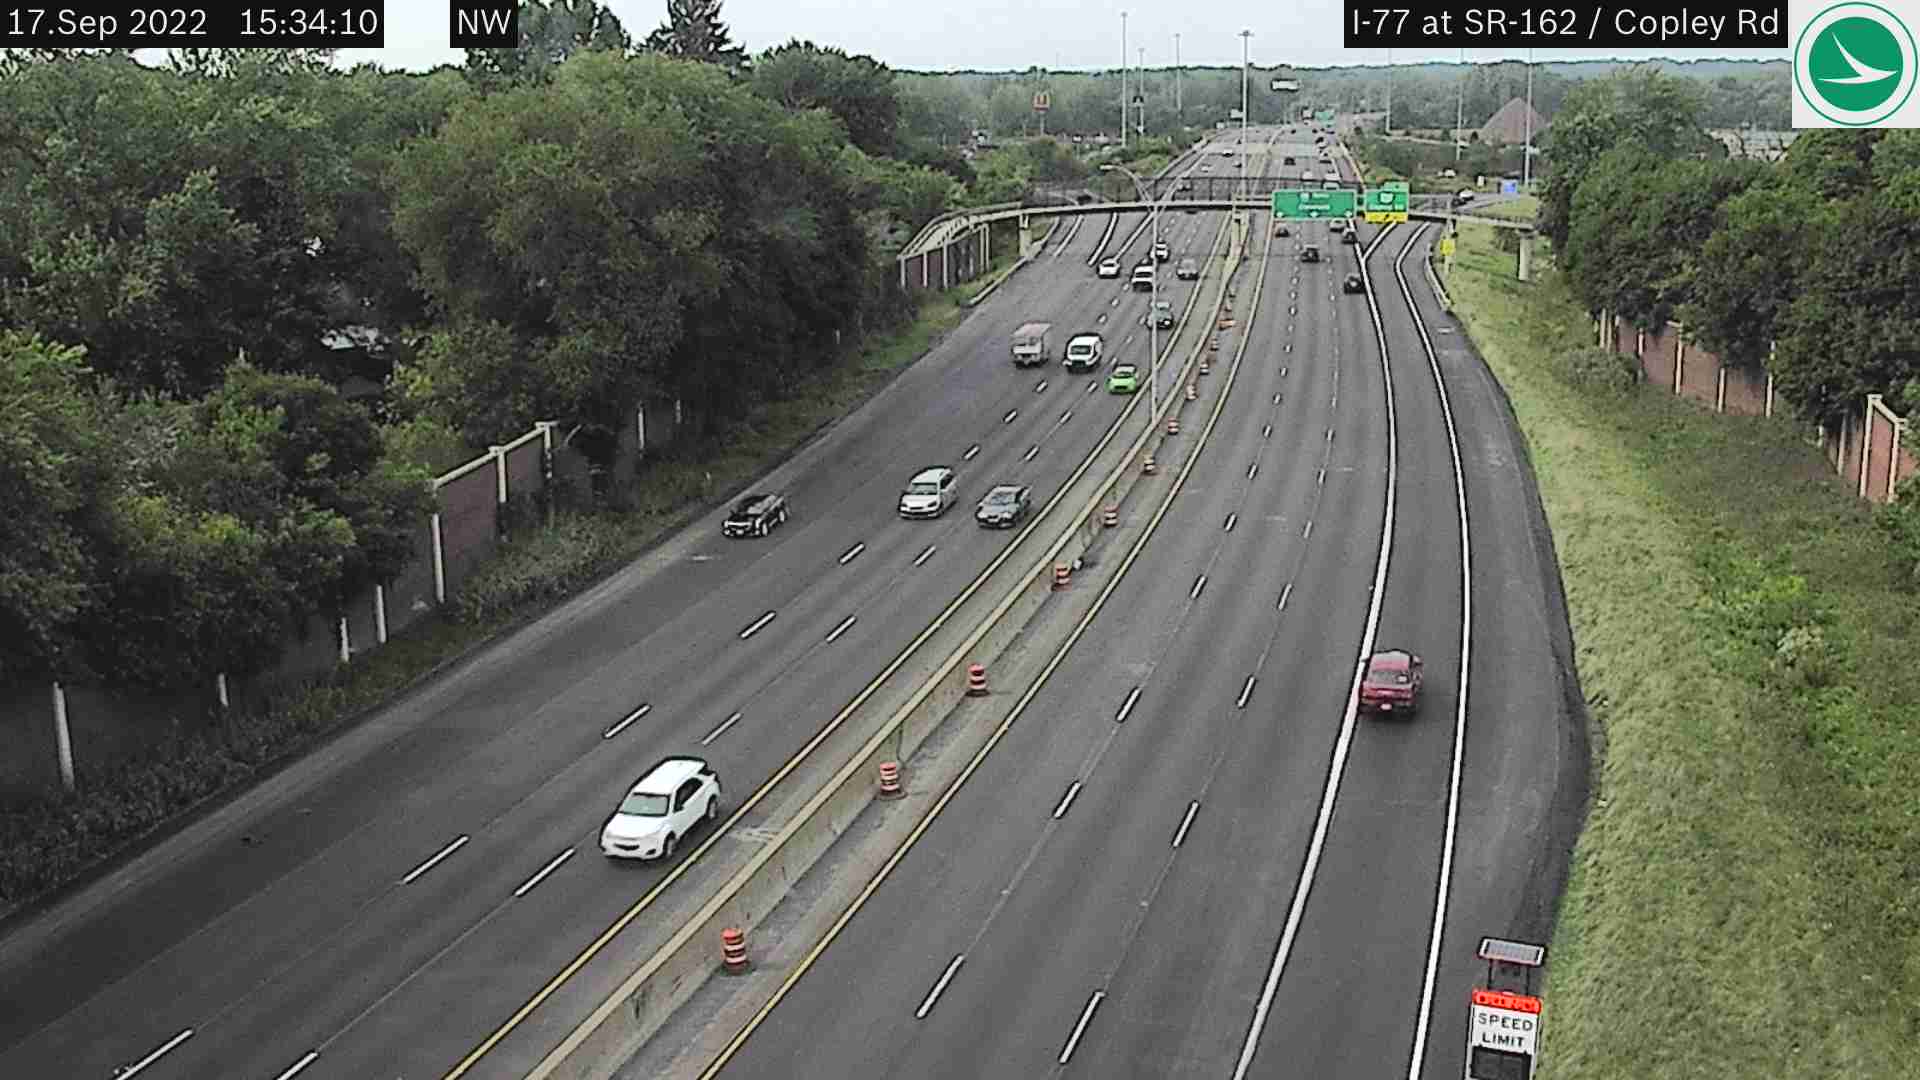 17.Sep 2022 15:34:10
NW
I-77 at SR-162 / Copley Rd
SPEED
LIMIT